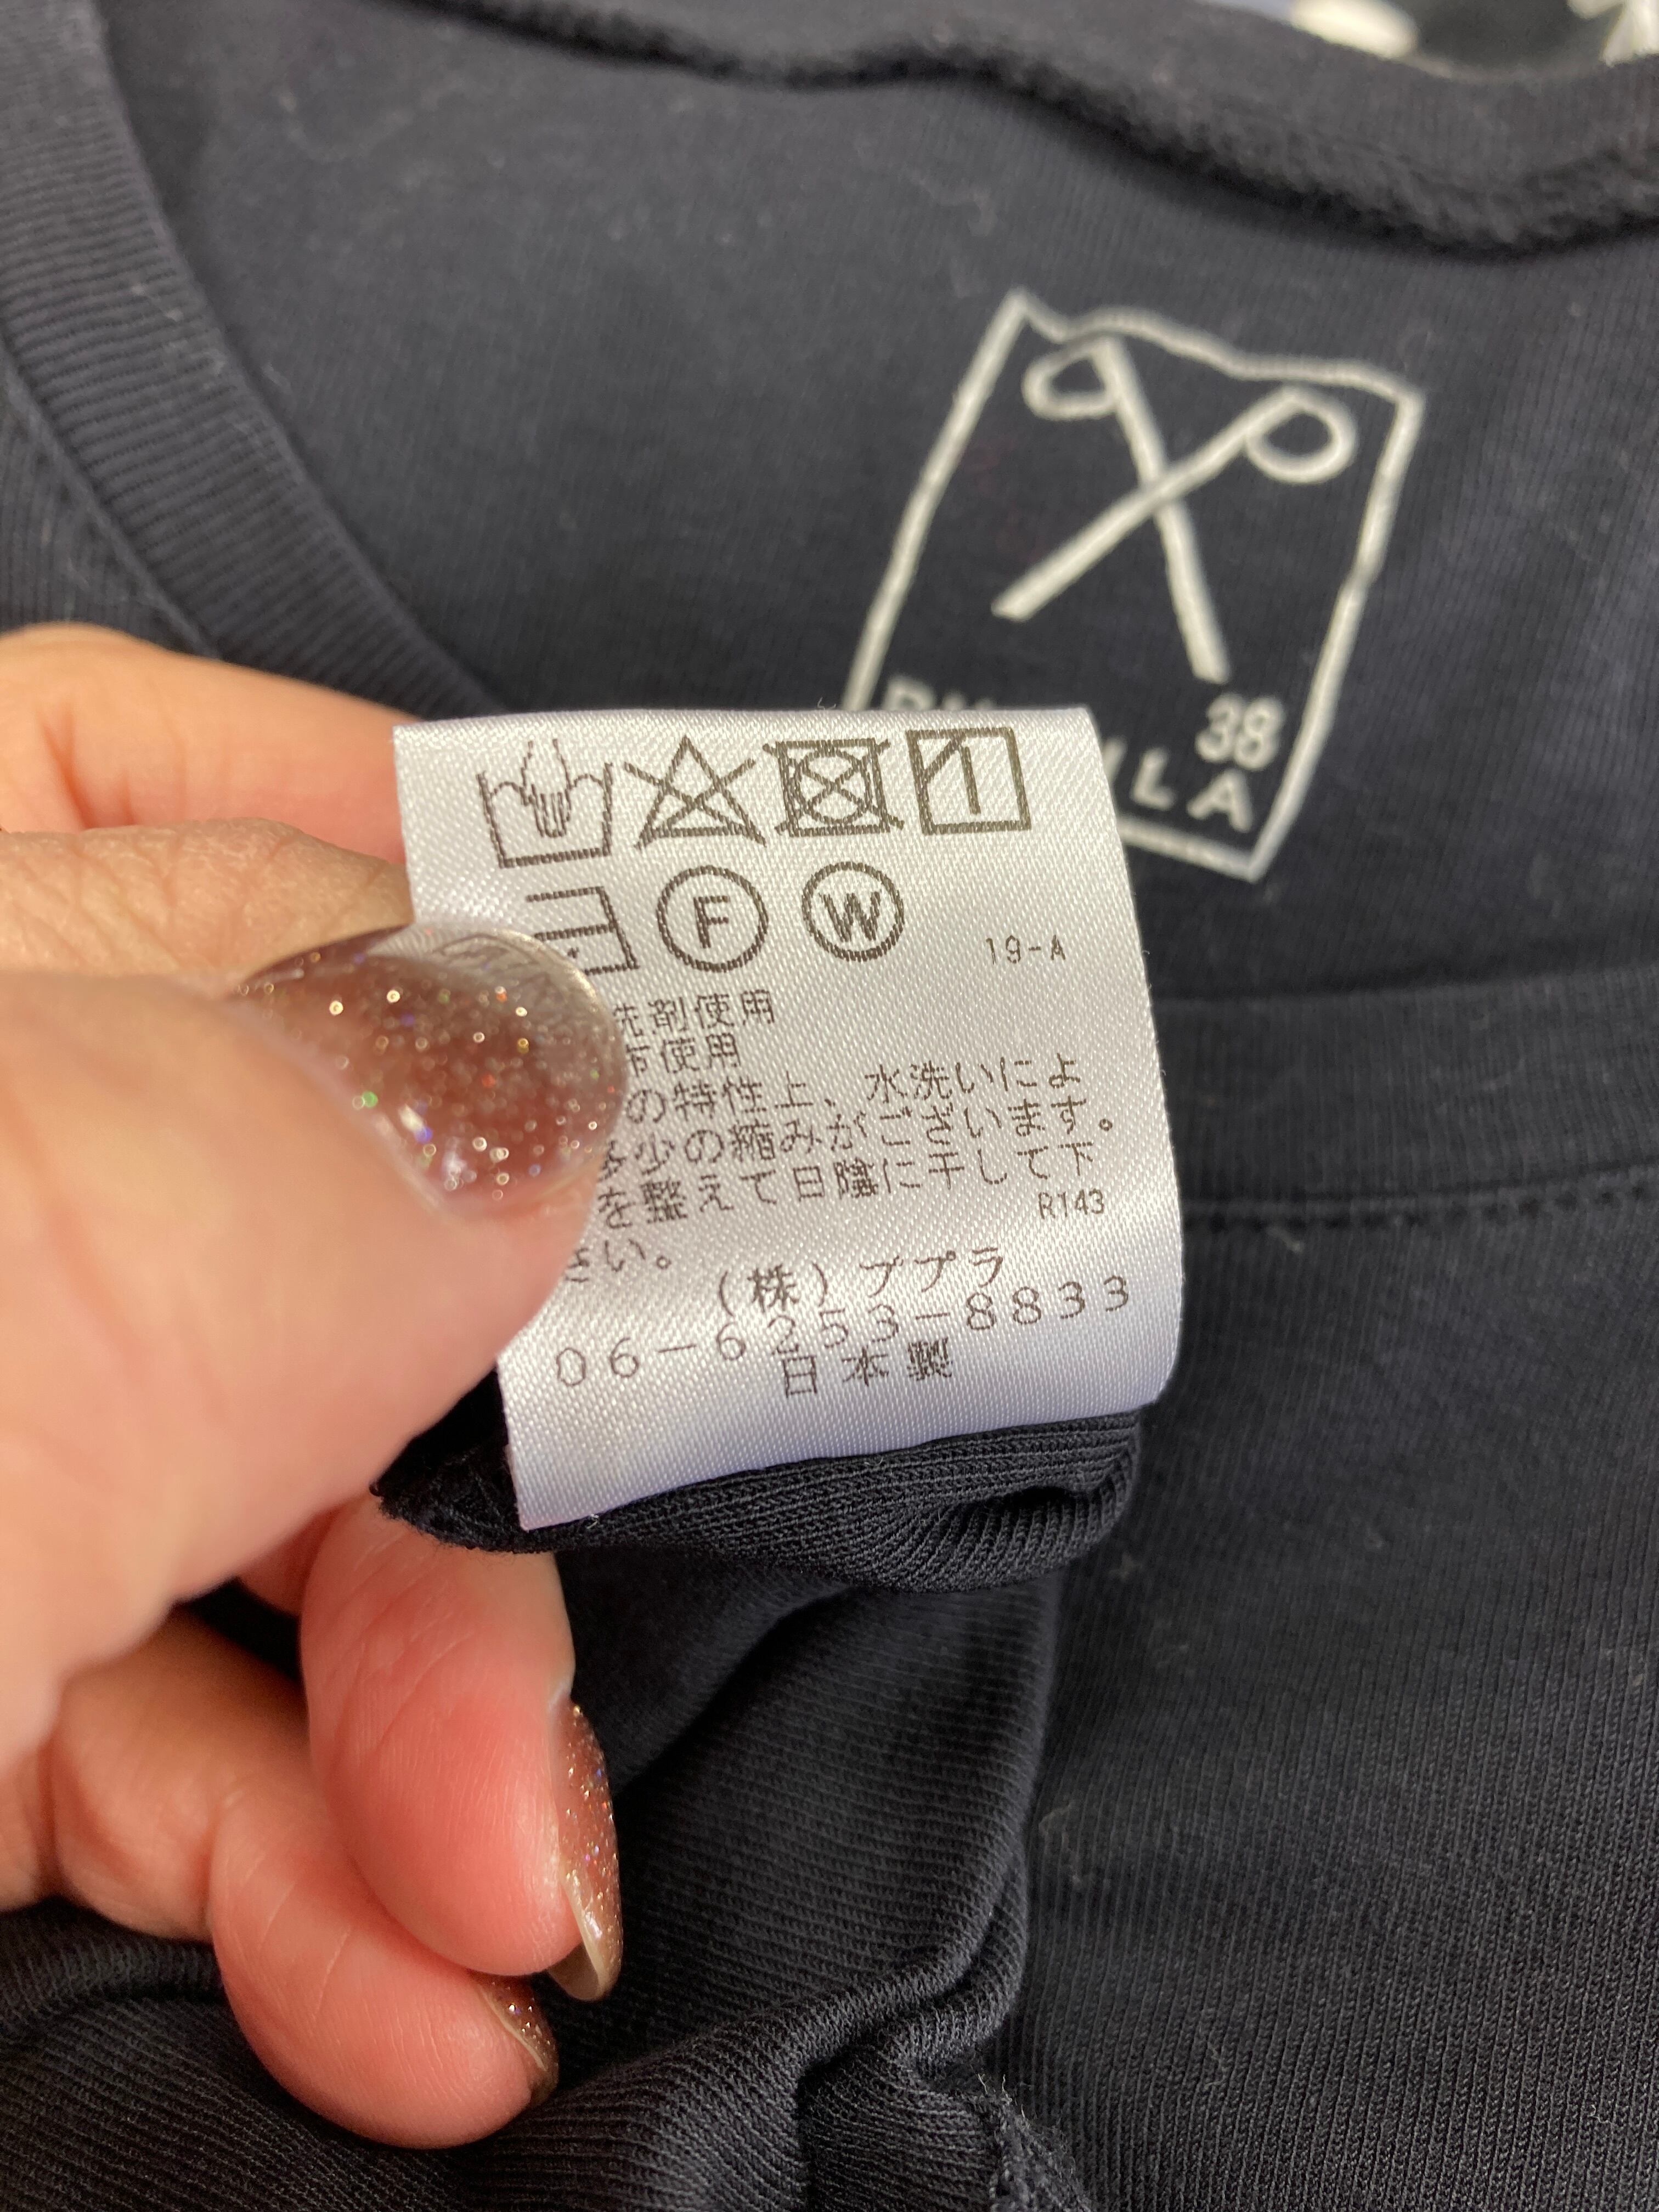 38
LA
F
W
19-A
洗剤使用
布使用
の特性上、水洗いによ
多少の縮みがございます。
を整えて日陰に干して下
さい。
R143
(株)ブプラ
06-6253-8833
日本製